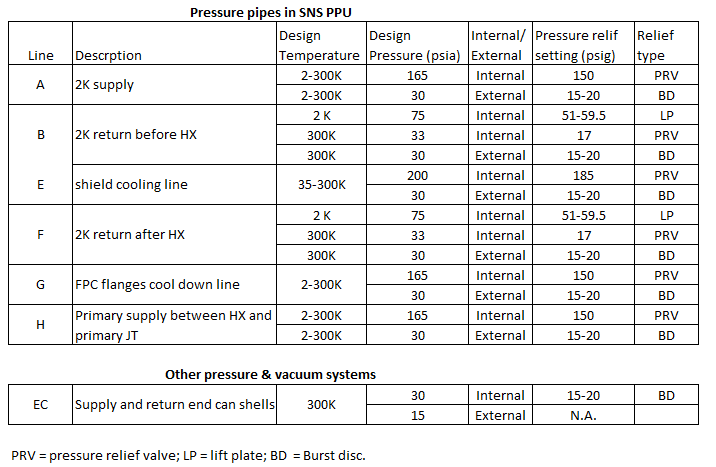 Pressure pipes in SNS PPU
Line Descrption Design Temperature Design Pressure (psia) Internal/ External Pressure relif setting (psig) Relief type
A 2K supply 2-300K 165 Internal 150 PRV
2-300K 30 External 15-20 BD
B 2K return before HX 2 K 75 Internal 51-59.5 LP
300K 33 Internal 17 PRV
300K 30 External 15-20 BD
E shield cooling line 35-300K 200 Internal 185 PRV
30 External 15-20 BD
F 2K return after HX 2 K 75 Internal 51-59.5 LP
300K 33 Internal 17 PRV
300K 30 External 15-20 BD
G FPC flanges cool down line 2-300K 165 Internal 150 PRV
30 External 15-20 BD
H Primary supply between HX and primary JT 2-300K 165 Internal 150 PRV
2-300K 30 External 15-20 BD
Other pressure & vacuum systems
EC Supply and return end can shells 300K 30 Internal 15-20 BD
15 External N.A.
PRV = pressure relief valve; LP = lift plate; BD = Burst disc.